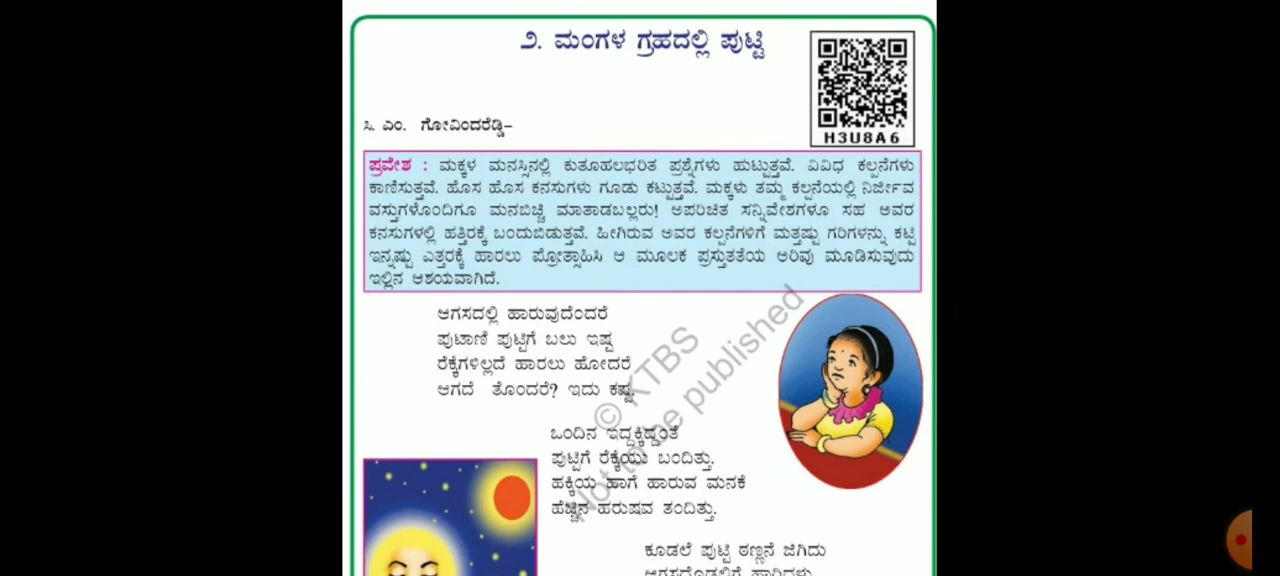 ೨. ಮಂಗಳ ಗ್ರಹದಲ್ಲಿ ಪುಟ್ಟಿ
H3U8A6
ಸಿ. ಎಂ. ಗೋವಿಂದರೆಡ್ಡಿ–
ಪ್ರವೇಶ : ಮಕ್ಕಳ ಮನಸ್ಸಿನಲ್ಲಿ ಕುತೂಹಲಭರಿತ ಪ್ರಶ್ನೆಗಳು ಹುಟ್ಟುತ್ತವೆ. ವಿವಿಧ ಕಲ್ಪನೆಗಳು
ಕಾಣಿಸುತ್ತವೆ. ಹೊಸ ಹೊಸ ಕನಸುಗಳು ಗೂಡು ಕಟ್ಟುತ್ತವೆ. ಮಕ್ಕಳು ತಮ್ಮ ಕಲ್ಪನೆಯಲ್ಲಿ ನಿರ್ಜೀವ
ವಸ್ತುಗಳೊಂದಿಗೂ ಮನಬಿಚ್ಚಿ ಮಾತಾಡಬಲ್ಲರು! ಅಪರಿಚಿತ ಸನ್ನಿವೇಶಗಳೂ ಸಹ ಅವರ
ಕನಸುಗಳಲ್ಲಿ ಹತ್ತಿರಕ್ಕೆ ಬಂದುಬಿಡುತ್ತವೆ. ಹೀಗಿರುವ ಅವರ ಕಲ್ಪನೆಗಳಿಗೆ ಮತ್ತಷ್ಟು ಗರಿಗಳನ್ನು ಕಟ್ಟಿ
ಇನ್ನಷ್ಟು ಎತ್ತರಕ್ಕೆ ಹಾರಲು ಪ್ರೋತ್ಸಾಹಿಸಿ ಆ ಮೂಲಕ ಪ್ರಸ್ತುತತೆಯ ಅರಿವು ಮೂಡಿಸುವುದು
ಇಲ್ಲಿನ ಆಶಯವಾಗಿದೆ.
ಆಗಸದಲ್ಲಿ ಹಾರುವುದೆಂದರೆ
ಪುಟಾಣಿ ಪುಟ್ಟಿಗೆ ಬಲು ಇಷ್ಟ
ರೆಕ್ಕೆಗಳಿಲ್ಲದೆ ಹಾರಲು ಹೋದರೆ
ಆಗದೆ ತೊಂದರೆ? ಇದು ಕಷ್ಟ.
ಒಂದಿನ ಇದ್ದಕ್ಕಿದ್ದಂತೆ
ಪುಟ್ಟಿಗೆ ರೆಕ್ಕೆಯು ಬಂದಿತ್ತು.
ಹಕ್ಕಿಯ ಹಾಗೆ ಹಾರುವ ಮನಕೆ
ಹೆಚ್ಚಿನ ಹರುಷವ ತಂದಿತ್ತು.
ಕೂಡಲೆ ಪುಟ್ಟಿ ಠಣ್ಣನೆ ಜಿಗಿದು
© KTBS
Not to be published